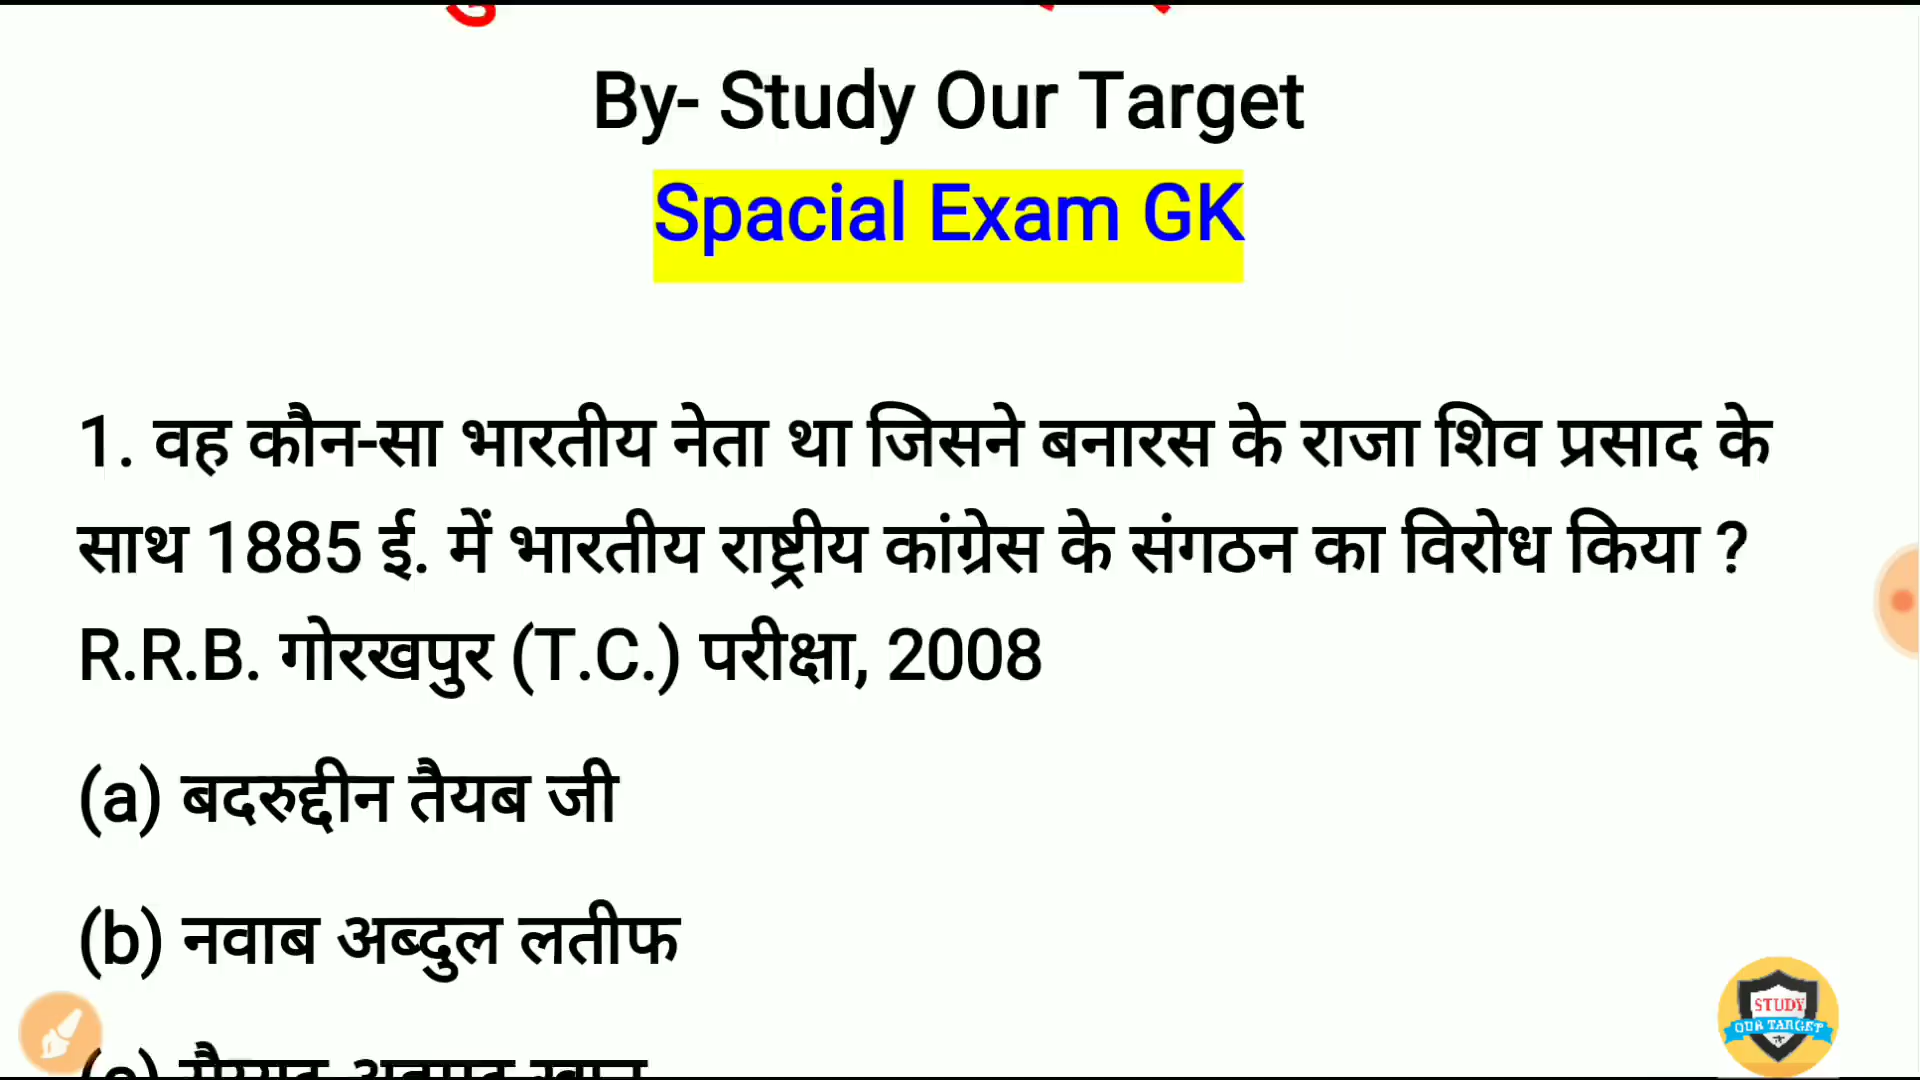 By- Study Our Target
Spacial Exam GK
1. वह कौन-सा भारतीय नेता था जिसने बनारस के राजा शिव प्रसाद के
साथ 1885 ई. में भारतीय राष्ट्रीय कांग्रेस के संगठन का विरोध किया ?
R.R.B. गोरखपुर (T.C.) परीक्षा, 2008
(a) बदरुद्दीन तैयब जी
(b) नवाब अब्दुल लतीफ
STUDY
OUR TARGET